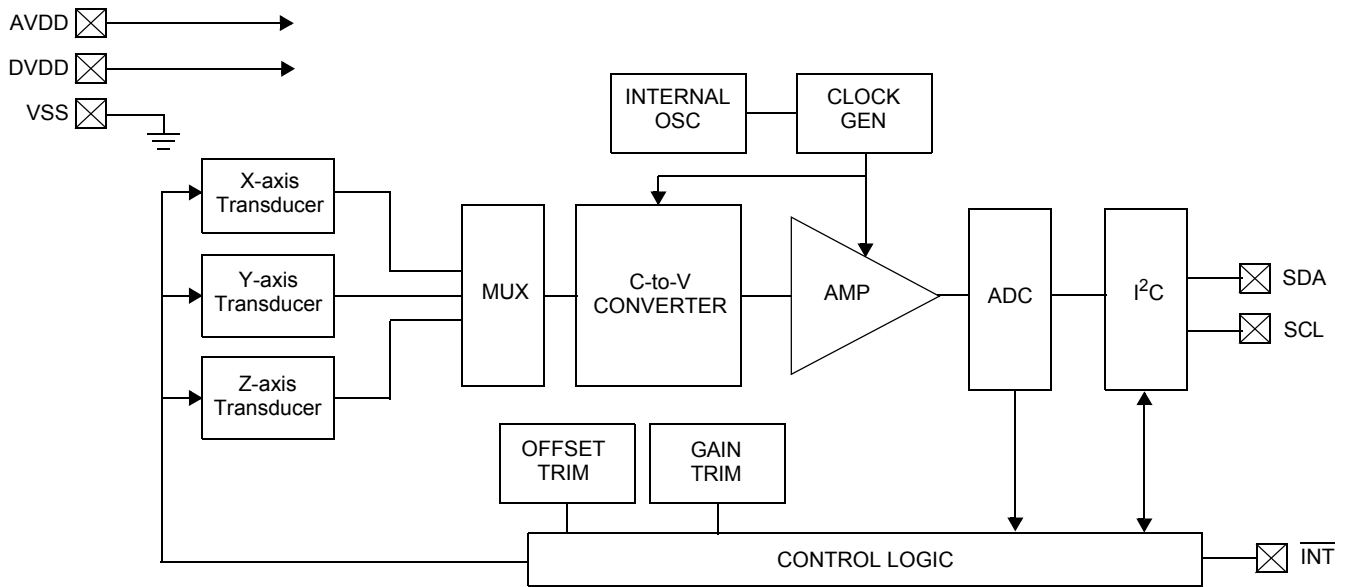 AVDD
DVDD
VSS
INTERNAL
OSC
CLOCK
GEN
X-axis
Transducer
Y-axis
Transducer
Z-axis
Transducer
MUX
C-to-V
CONVERTER
AMP
ADC
I²C
SDA
SCL
OFFSET
TRIM
GAIN
TRIM
CONTROL LOGIC
I̅N̅T̅